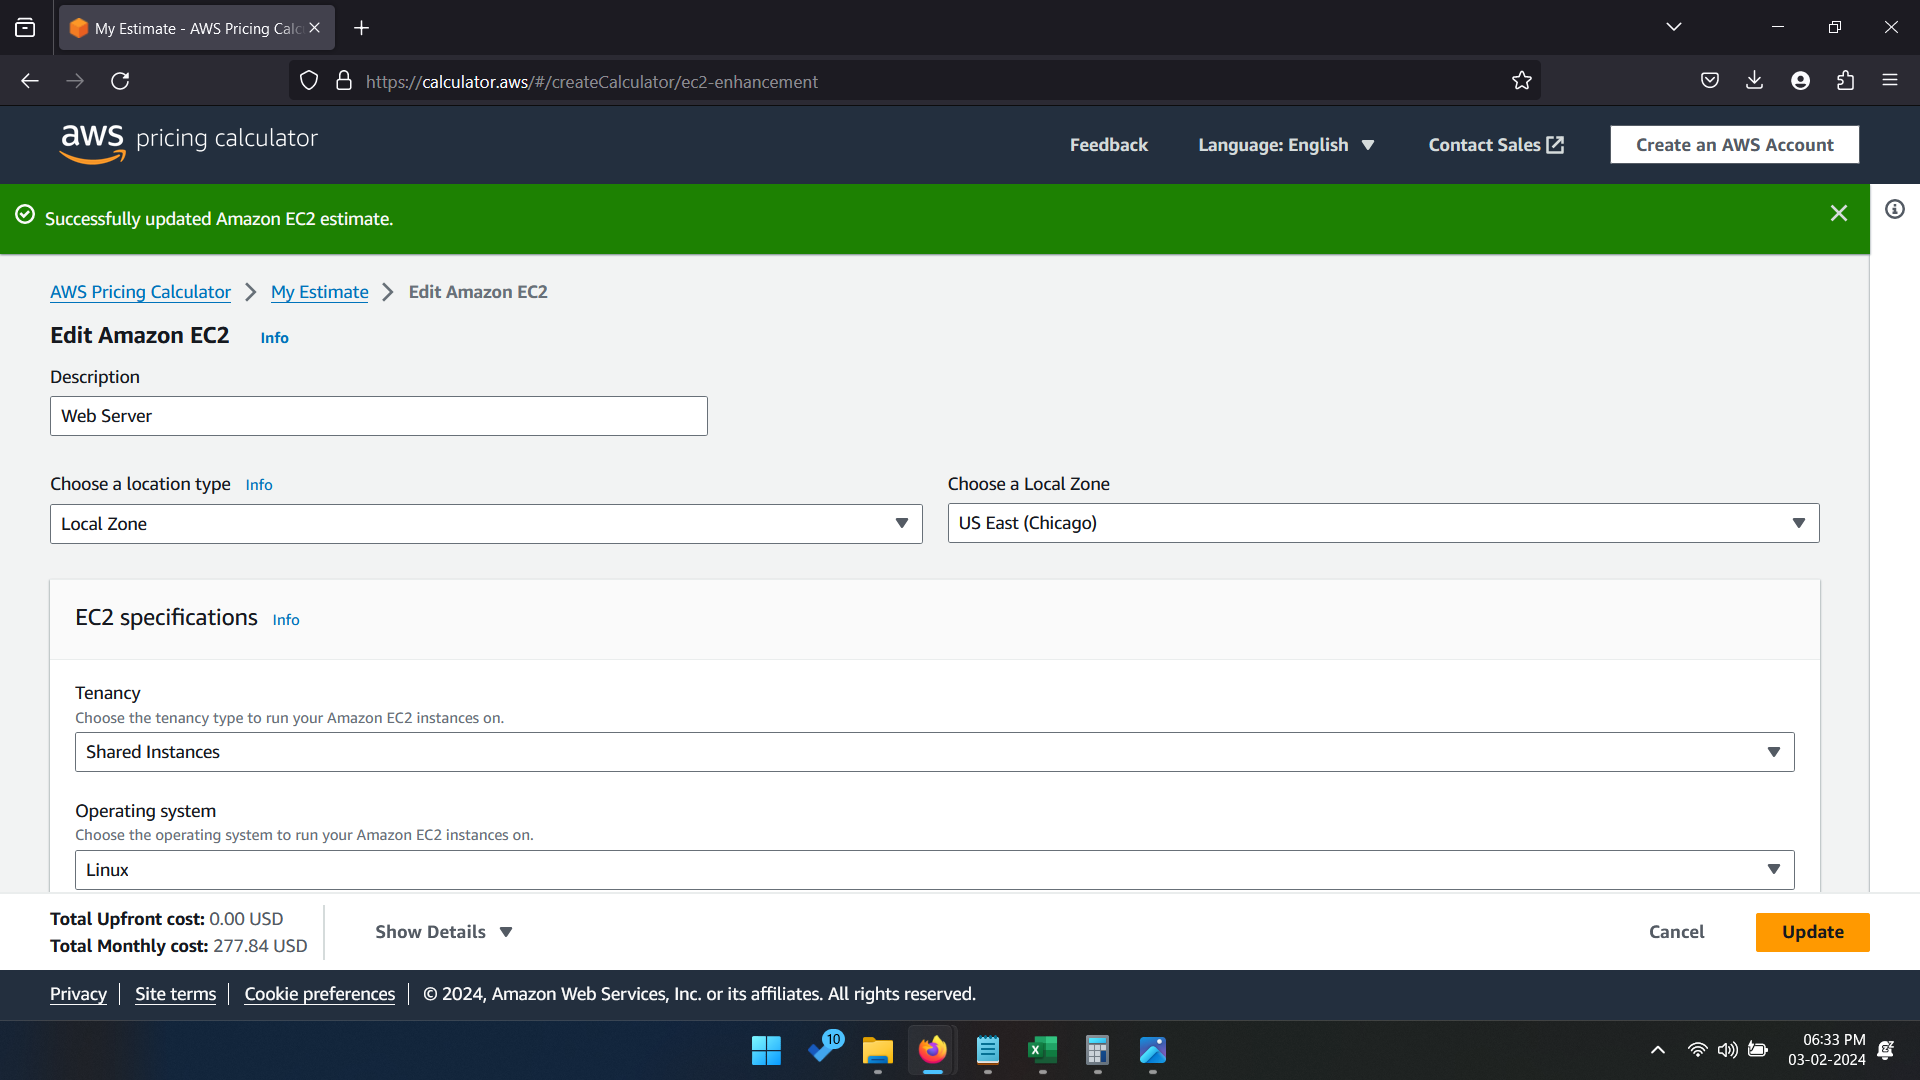 My Estimate - AWS Pricing Calc
https://calculator.aws/#/createCalculator/ec2-enhancement
aws pricing calculator
Feedback
Language: English
Contact Sales
Create an AWS Account
Successfully updated Amazon EC2 estimate.
AWS Pricing Calculator
My Estimate
Edit Amazon EC2
Edit Amazon EC2
Info
Description
Web Server
Choose a location type
Info
Choose a Local Zone
Local Zone
US East (Chicago)
EC2 specifications
Info
Tenancy
Choose the tenancy type to run your Amazon EC2 instances on.
Shared Instances
Operating system
Choose the operating system to run your Amazon EC2 instances on.
Linux
Total Upfront cost: 0.00 USD
Total Monthly cost: 277.84 USD
Show Details
Cancel
Update
Privacy
Site terms
Cookie preferences
© 2024, Amazon Web Services, Inc. or its affiliates. All rights reserved.
10
06:33 PM
03-02-2024